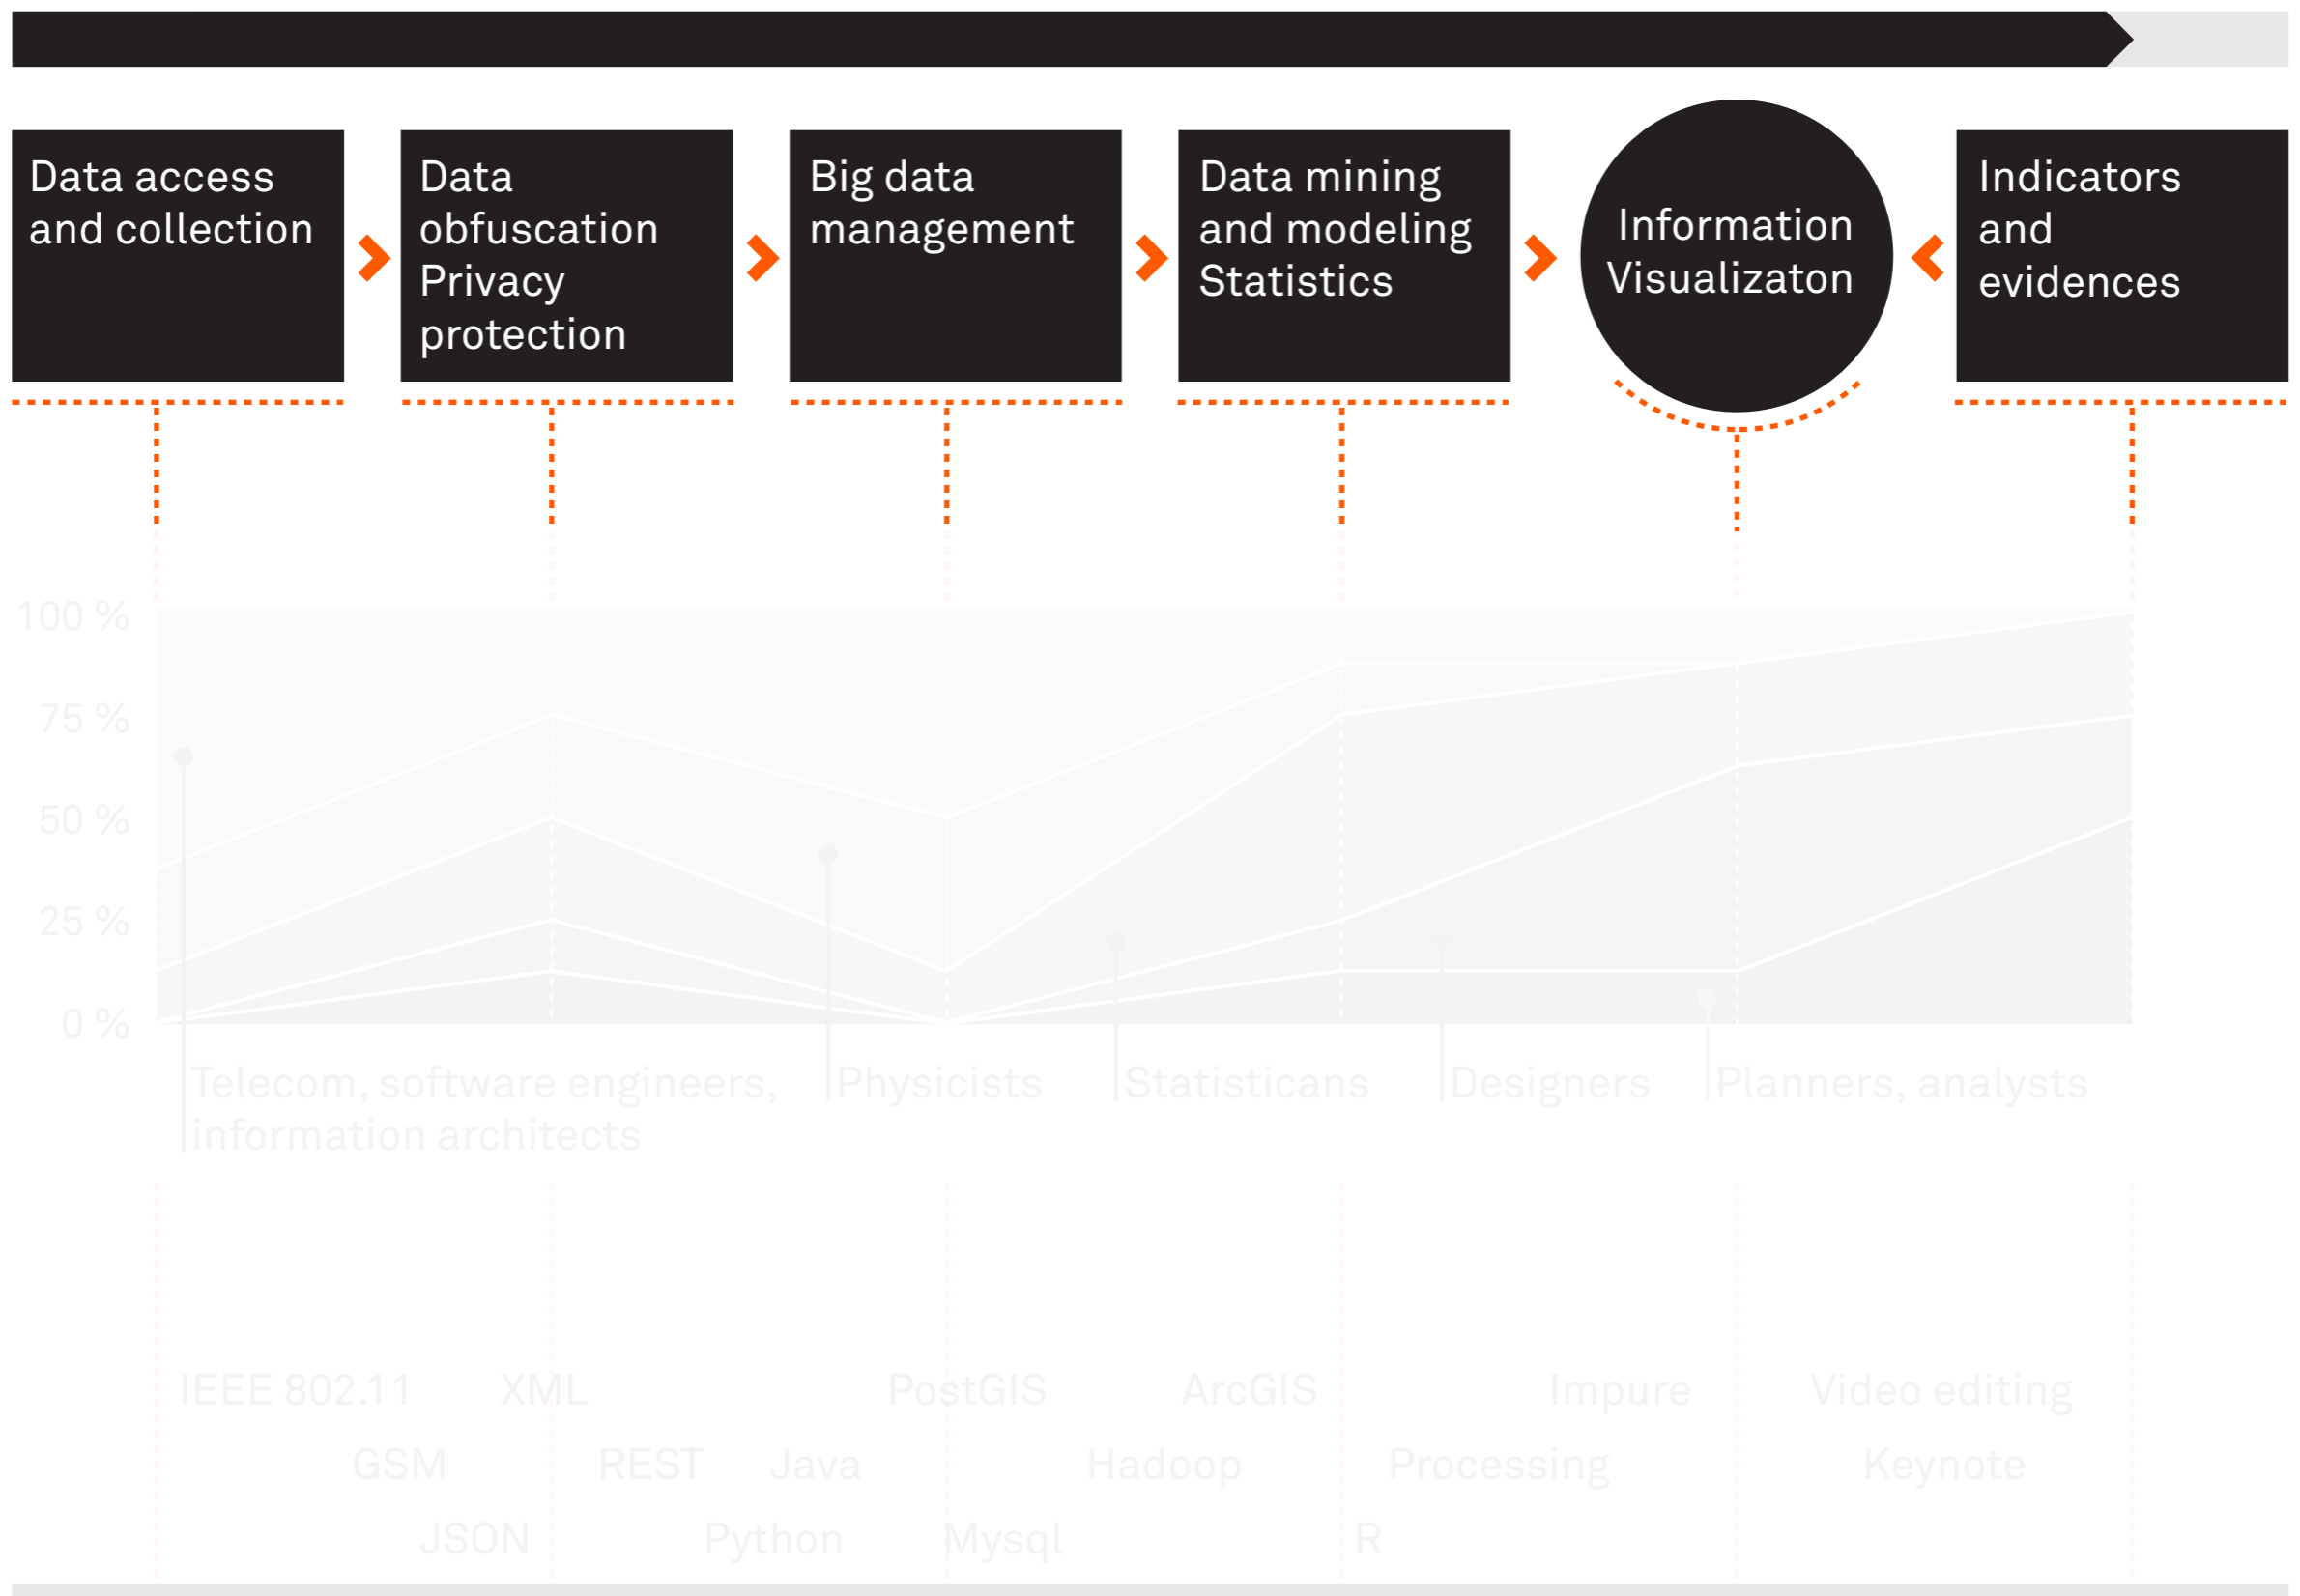 Data access
and collection
Data
obfuscation
Privacy
protection
Big data
management
Data mining
and modeling
Statistics
Information
Visualizaton
Indicators
and
evidences
100 %
75 %
50 %
25 %
0 %
Telecom, software engineers,
information architects
Physicists
Statisticans
Designers
Planners, analysts
IEEE 802.11
XML
PostGIS
ArcGIS
Impure
Video editing
GSM
REST
Java
Hadoop
Processing
Keynote
JSON
Python
Mysql
R